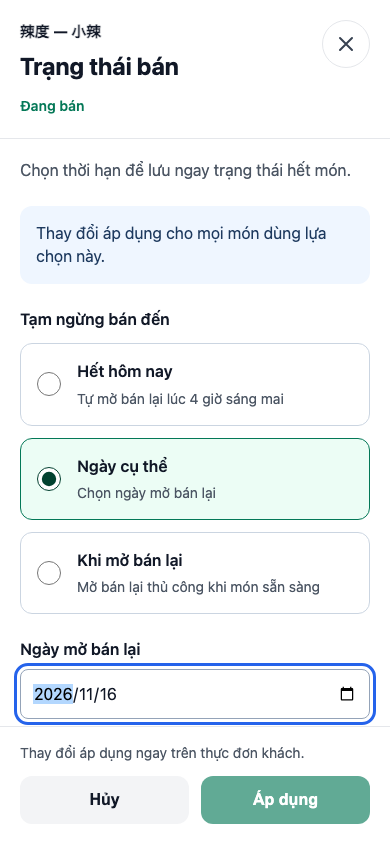 辣度 — 小辣
Trạng thái bán
Đang bán
Chọn thời hạn để lưu ngay trạng thái hết món.
Thay đổi áp dụng cho mọi món dùng lựa
chọn này.
Tạm ngừng bán đến
Hết hôm nay
Tự mở bán lại lúc 4 giờ sáng mai
Ngày cụ thể
Chọn ngày mở bán lại
Khi mở bán lại
Mở bán lại thủ công khi món sẵn sàng
Ngày mở bán lại
2026/11/16
Thay đổi áp dụng ngay trên thực đơn khách.
Hủy
Áp dụng